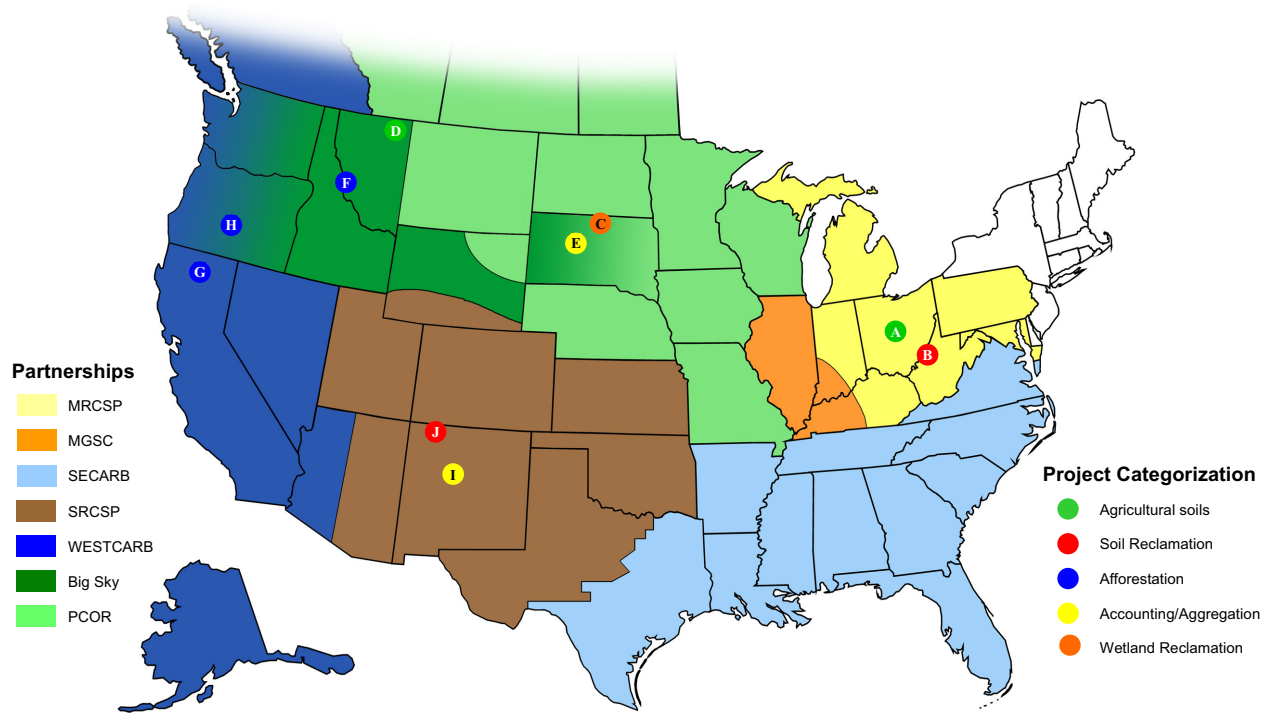 D
F
C
H
E
G
A
B
Partnerships
MRCSP
MGSC
SECARB
SRCSP
WESTCARB
Big Sky
PCOR
J
I
Project Categorization
Agricultural soils
Soil Reclamation
Afforestation
Accounting/Aggregation
Wetland Reclamation